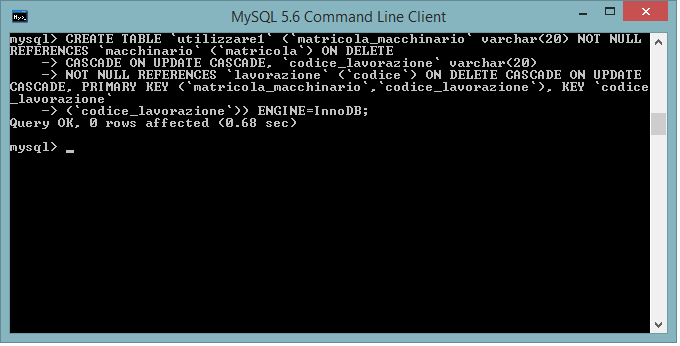 MySQL 5.6 Command Line Client
mysql> CREATE TABLE `utilizzare1` (`matricola_macchinario` varchar(20) NOT NULL
REFERENCES `macchinario` (`matricola`) ON DELETE
    -> CASCADE ON UPDATE CASCADE, `codice_lavorazione` varchar(20)
    -> NOT NULL REFERENCES `lavorazione` (`codice`) ON DELETE CASCADE ON UPDATE
CASCADE, PRIMARY KEY (`matricola_macchinario`,`codice_lavorazione`), KEY `codice
_lavorazione`
    -> (`codice_lavorazione`)) ENGINE=InnoDB;
Query OK, 0 rows affected (0.68 sec)
mysql> _